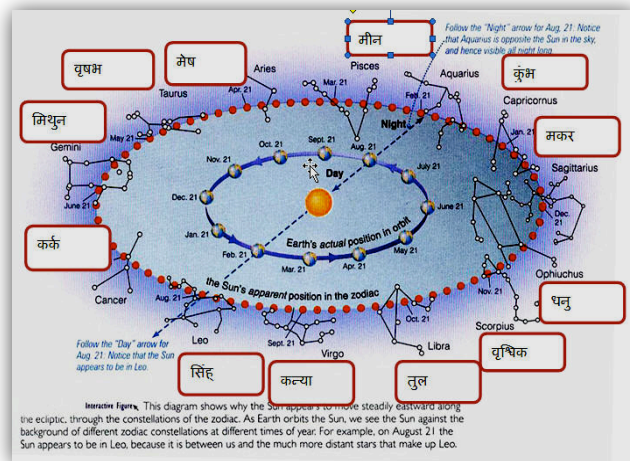 मीन
Follow the "Night" arrow for Aug. 21: Notice
that Aquarius is opposite the Sun in the sky,
and hence visible all night long.
वृषभ
मेष
Aries
Pisces
Aquarius
कुंभ
Taurus
Apr. 21
Mar. 21
Feb. 21
Capricornus
मिथुन
May 21
Night
Jan. 21
मकर
Gemini
Oct. 21
Sept. 21
Aug. 21
Nov. 21
Day
July 21
Sagittarius
June 21
Dec. 21
June 21
Dec. 21
कर्क
Jan. 21
Earth's actual position in orbit
Feb. 21
Mar. 21
Apr. 21
May 21
Ophiuchus
Cancer
Aug. 21
the Sun's apparent position in the zodiac
Nov. 21
धनु
Oct. 21
Scorpius
Follow the "Day" arrow for
Aug. 21: Notice that the Sun
appears to be in Leo.
Leo
Sept. 21
Virgo
Libra
वृश्चिक
सिंह
कन्या
तुल
Interactive Figure This diagram shows why the Sun appears to move steadily eastward along
the ecliptic, through the constellations of the zodiac. As Earth orbits the Sun, we see the Sun against the
background of different zodiac constellations at different times of year. For example, on August 21 the
Sun appears to be in Leo, because it is between us and the much more distant stars that make up Leo.